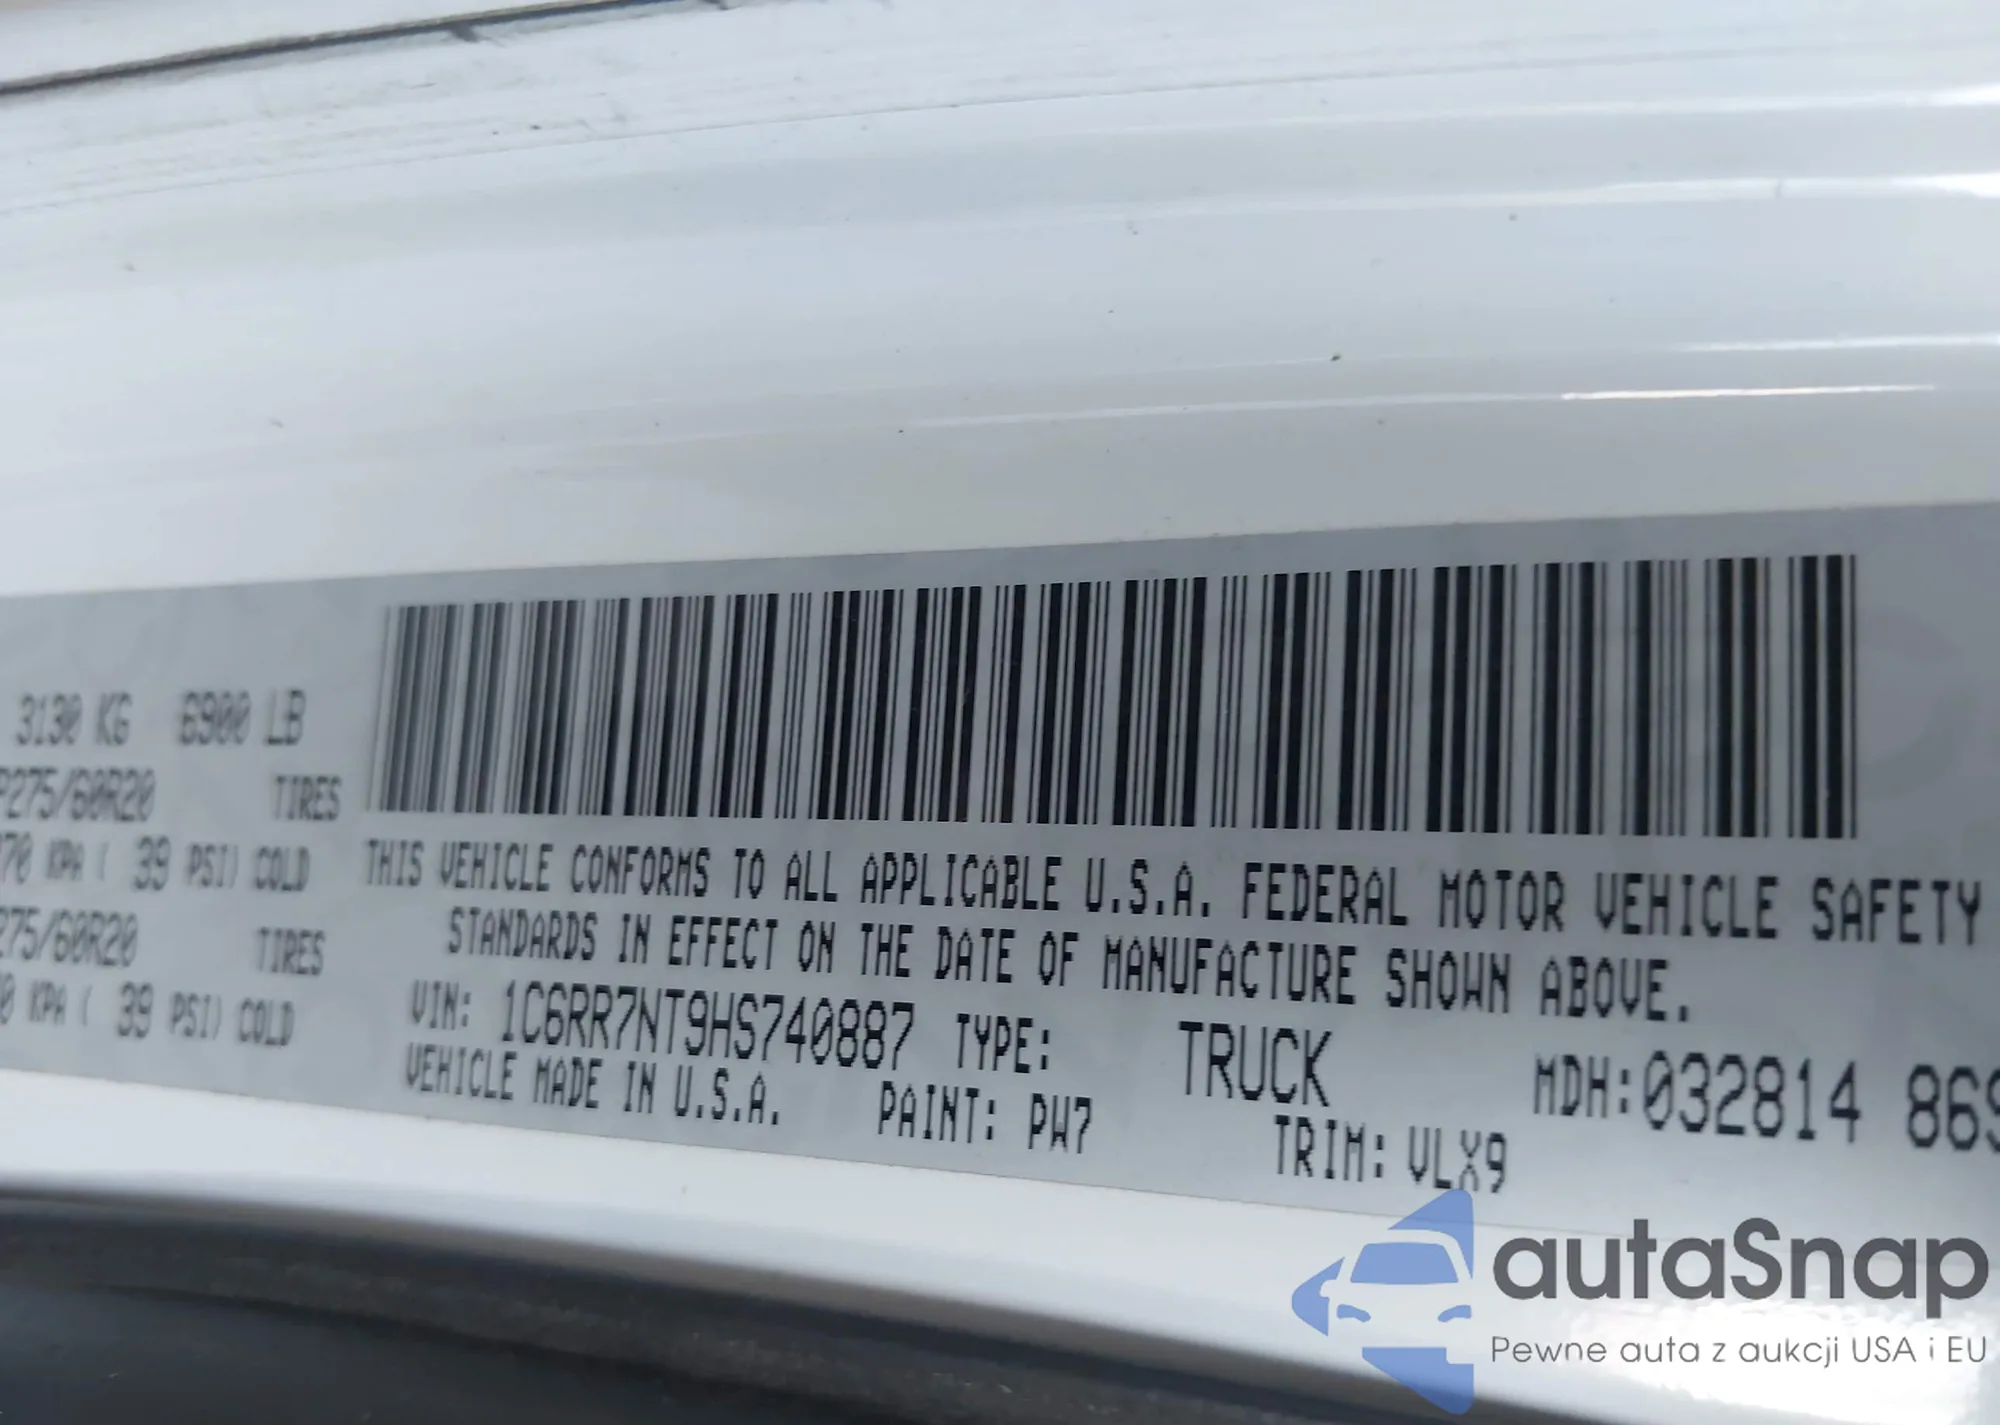 3130 KG 6900 LB
P275/60R20 TIRES
70 KPA ( 39 PSI) COLD
275/60R20 TIRES
0 KPA ( 39 PSI) COLD
THIS VEHICLE CONFORMS TO ALL APPLICABLE U.S.A. FEDERAL MOTOR VEHICLE SAFETY
STANDARDS IN EFFECT ON THE DATE OF MANUFACTURE SHOWN ABOVE.
VIN: 1C6RR7NT9HS740887 TYPE: TRUCK MDH:032814 869
VEHICLE MADE IN U.S.A. PAINT: PW7 TRIM: VLX9
autaSnap
Pewne auta z aukcji USA i EU